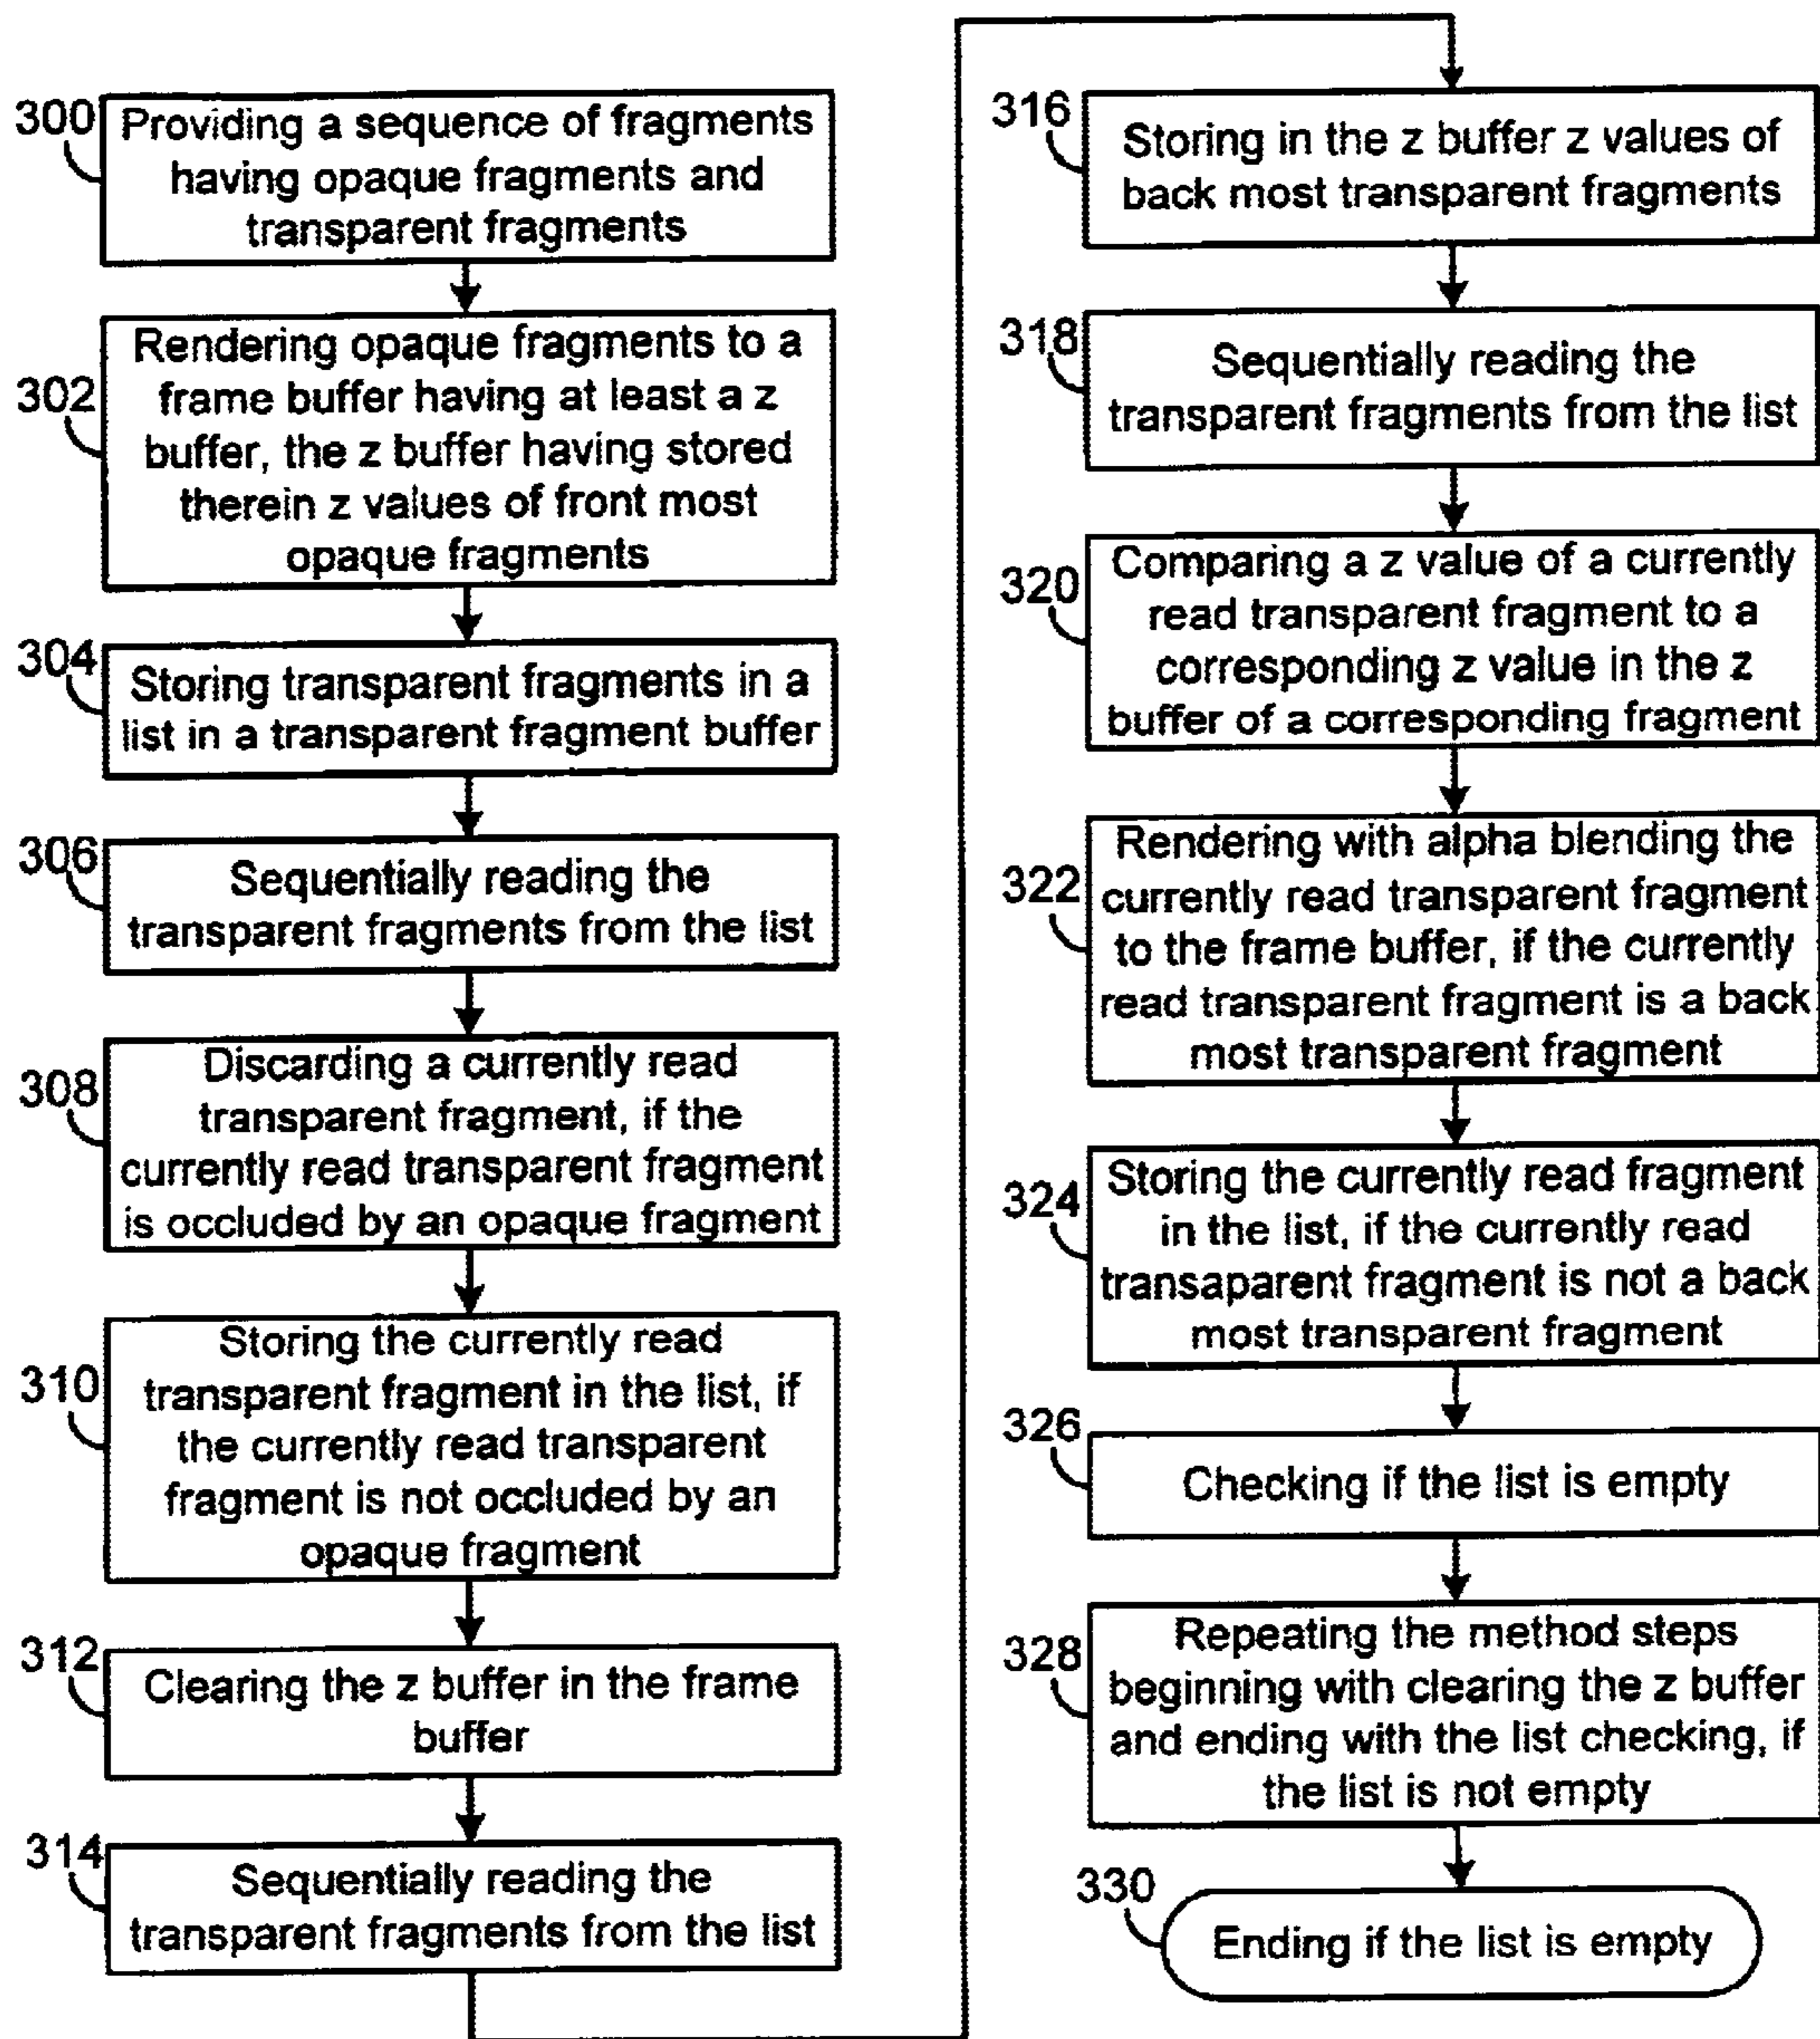 300
Providing a sequence of fragments
having opaque fragments and
transparent fragments
302
Rendering opaque fragments to a
frame buffer having at least a z
buffer, the z buffer having stored
therein z values of front most
opaque fragments
304
Storing transparent fragments in a
list in a transparent fragment buffer
306
Sequentially reading the
transparent fragments from the list
308
Discarding a currently read
transparent fragment, if the
currently read transparent fragment
is occluded by an opaque fragment
310
Storing the currently read
transparent fragment in the list, if
the currently read transparent
fragment is not occluded by an
opaque fragment
312
Clearing the z buffer in the frame
buffer
314
Sequentially reading the
transparent fragments from the list
316
Storing in the z buffer z values of
back most transparent fragments
318
Sequentially reading the
transparent fragments from the list
320
Comparing a z value of a currently
read transparent fragment to a
corresponding z value in the z
buffer of a corresponding fragment
322
Rendering with alpha blending the
currently read transparent fragment
to the frame buffer, if the currently
read transparent fragment is a back
most transparent fragment
324
Storing the currently read fragment
in the list, if the currently read
transaparent fragment is not a back
most transparent fragment
326
Checking if the list is empty
328
Repeating the method steps
beginning with clearing the z buffer
and ending with the list checking, if
the list is not empty
330
Ending if the list is empty